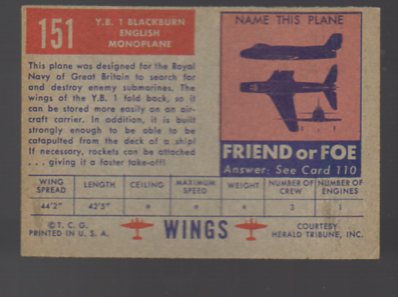 151
Y.B. 1 BLACKBURN
ENGLISH
MONOPLANE
This plane was designed for the Royal
Navy of Great Britain to search for
and destroy enemy submarines. The
wings of the Y.B. 1 fold back, so it
can be stored more easily on an air-
craft carrier. In addition, it is built
strongly enough to be able to be
catapulted from the deck of a ship!
If necessary, rockets can be attached
. . . giving it a faster take-off!
NAME THIS PLANE
FRIEND or FOE
Answer: See Card 110
WING SPREAD LENGTH CEILING MAXIMUM SPEED WEIGHT NUMBER OF CREW NUMBER OF ENGINES
44'2" 42'5" * * * 3 1
© T. C. G.
PRINTED IN U. S. A.
WINGS
COURTESY
HERALD TRIBUNE, INC.